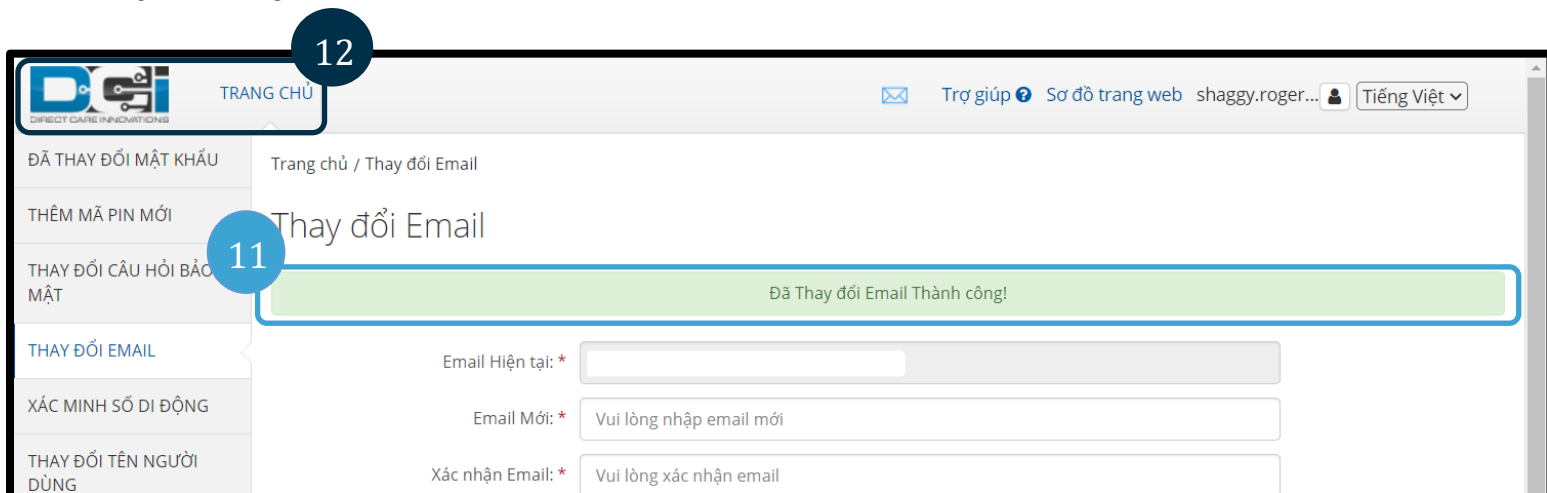 12
DCI
DIRECT CARE INNOVATIONS
TRANG CHỦ
Trợ giúp Sơ đồ trang web shaggy.roger... Tiếng Việt
ĐÃ THAY ĐỔI MẬT KHẨU
THÊM MÃ PIN MỚI
THAY ĐỔI CÂU HỎI BẢO
MẬT
THAY ĐỔI EMAIL
XÁC MINH SỐ DI ĐỘNG
THAY ĐỔI TÊN NGƯỜI
DÙNG
Trang chủ / Thay đổi Email
Thay đổi Email
11
Đã Thay đổi Email Thành công!
Email Hiện tại: *
Email Mới: * Vui lòng nhập email mới
Xác nhận Email: * Vui lòng xác nhận email